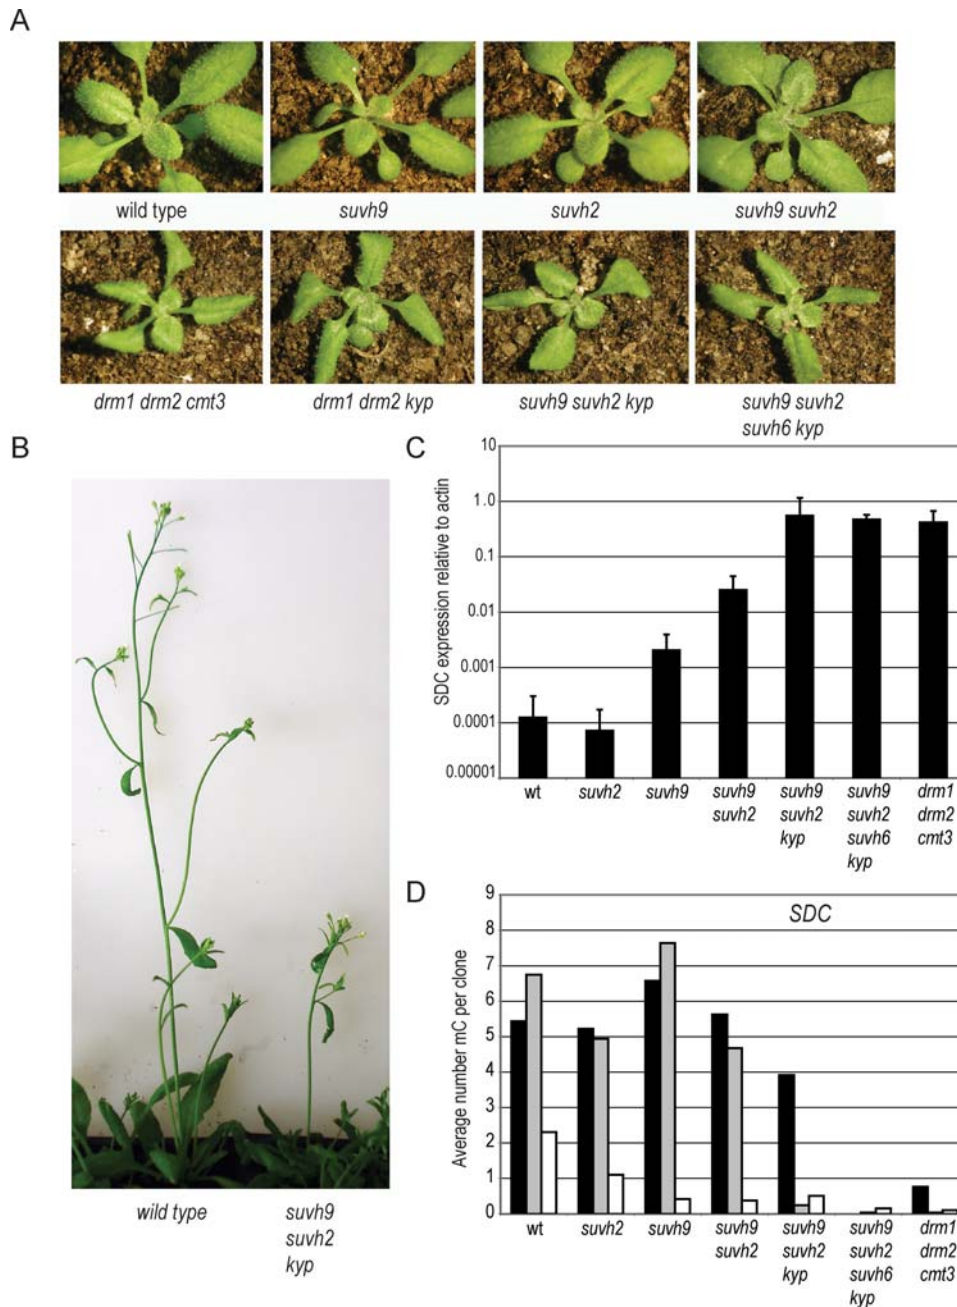 A
wild type
suvh9
suvh2
suvh9 suvh2
drm1 drm2 cmt3
drm1 drm2 kyp
suvh9 suvh2 kyp
suvh9 suvh2
suvh6 kyp
B
wild type
suvh9
suvh2
kyp
C
SDC expression relative to actin
10
1.0
0.1
0.01
0.001
0.0001
0.00001
wt
suvh2
suvh9
suvh9
suvh2
suvh9
suvh2
kyp
suvh9
suvh2
suvh6
kyp
drm1
drm2
cmt3
D
SDC
Average number mC per clone
9
8
7
6
5
4
3
2
1
0
wt
suvh2
suvh9
suvh9
suvh2
suvh9
suvh2
kyp
suvh9
suvh2
suvh6
kyp
drm1
drm2
cmt3